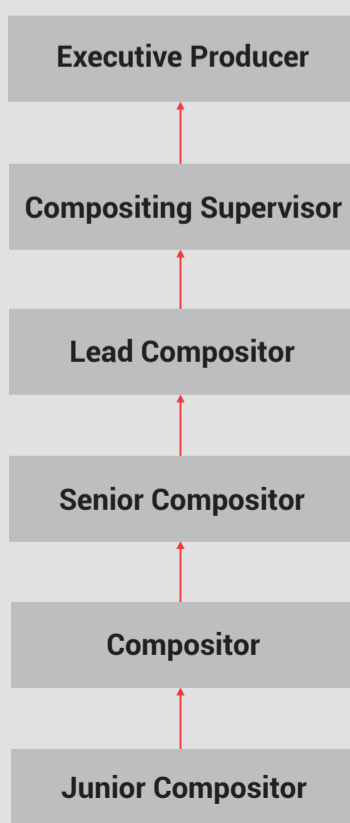 Executive Producer
Compositing Supervisor
Lead Compositor
Senior Compositor
Compositor
Junior Compositor